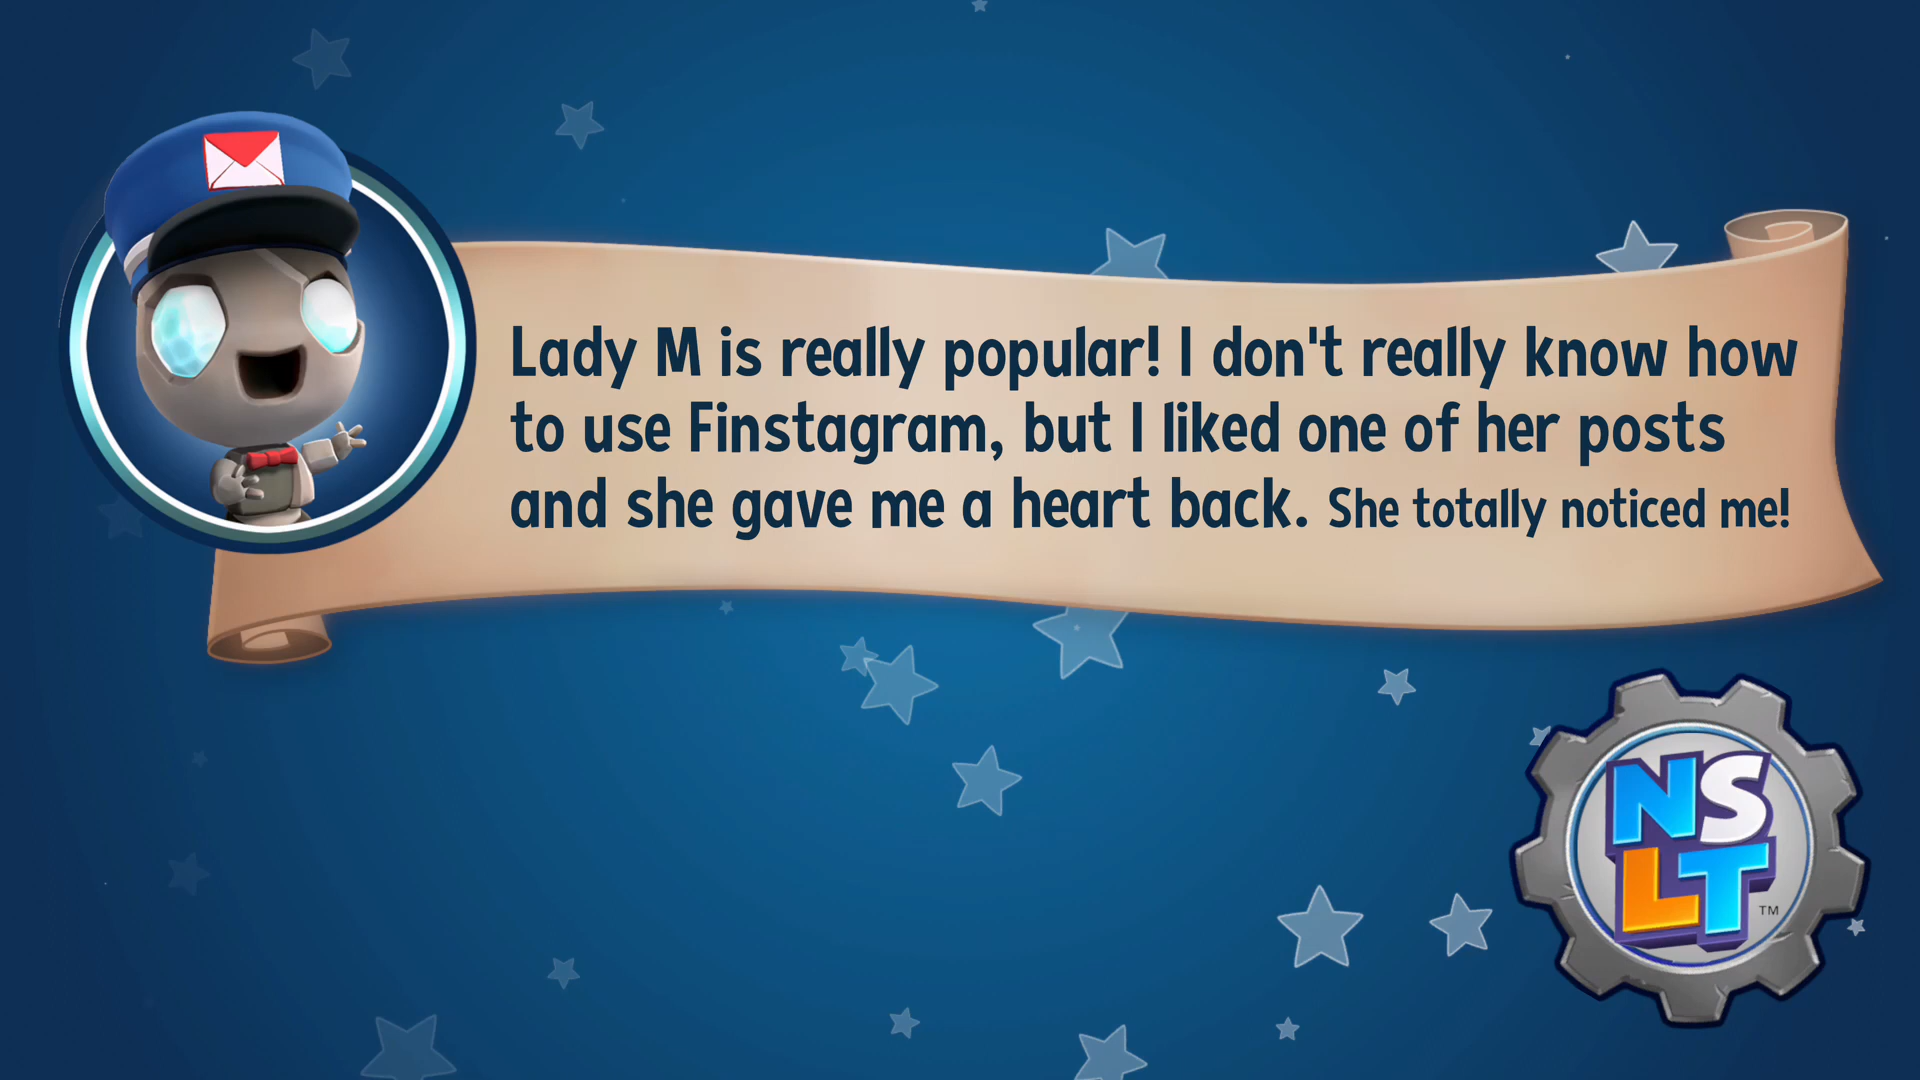 Lady M is really popular! I don't really know how
to use Finstagram, but I liked one of her posts
and she gave me a heart back. She totally noticed me!
NS
LT
TM